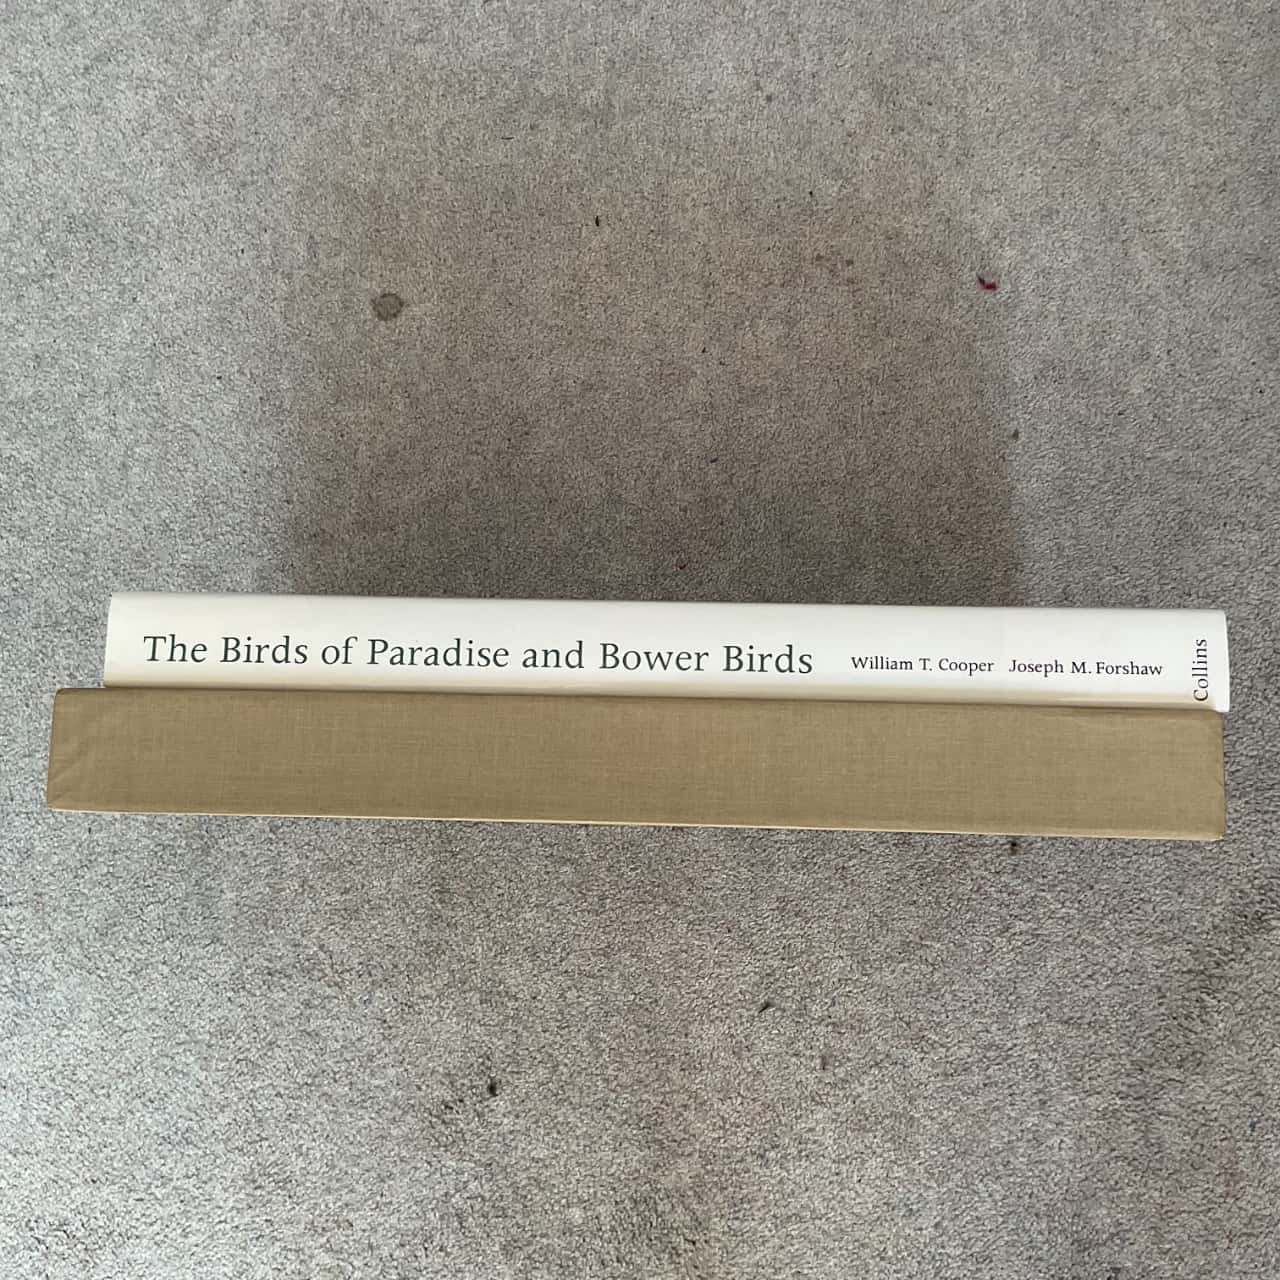 The Birds of Paradise and Bower Birds William T. Cooper Joseph M. Forshaw
Collins